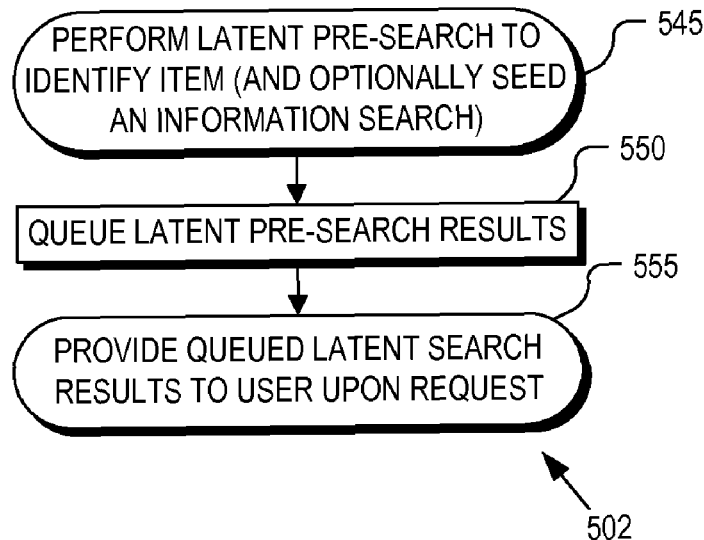 PERFORM LATENT PRE-SEARCH TO
IDENTIFY ITEM (AND OPTIONALLY SEED
AN INFORMATION SEARCH)
545
550
QUEUE LATENT PRE-SEARCH RESULTS
555
PROVIDE QUEUED LATENT SEARCH
RESULTS TO USER UPON REQUEST
502